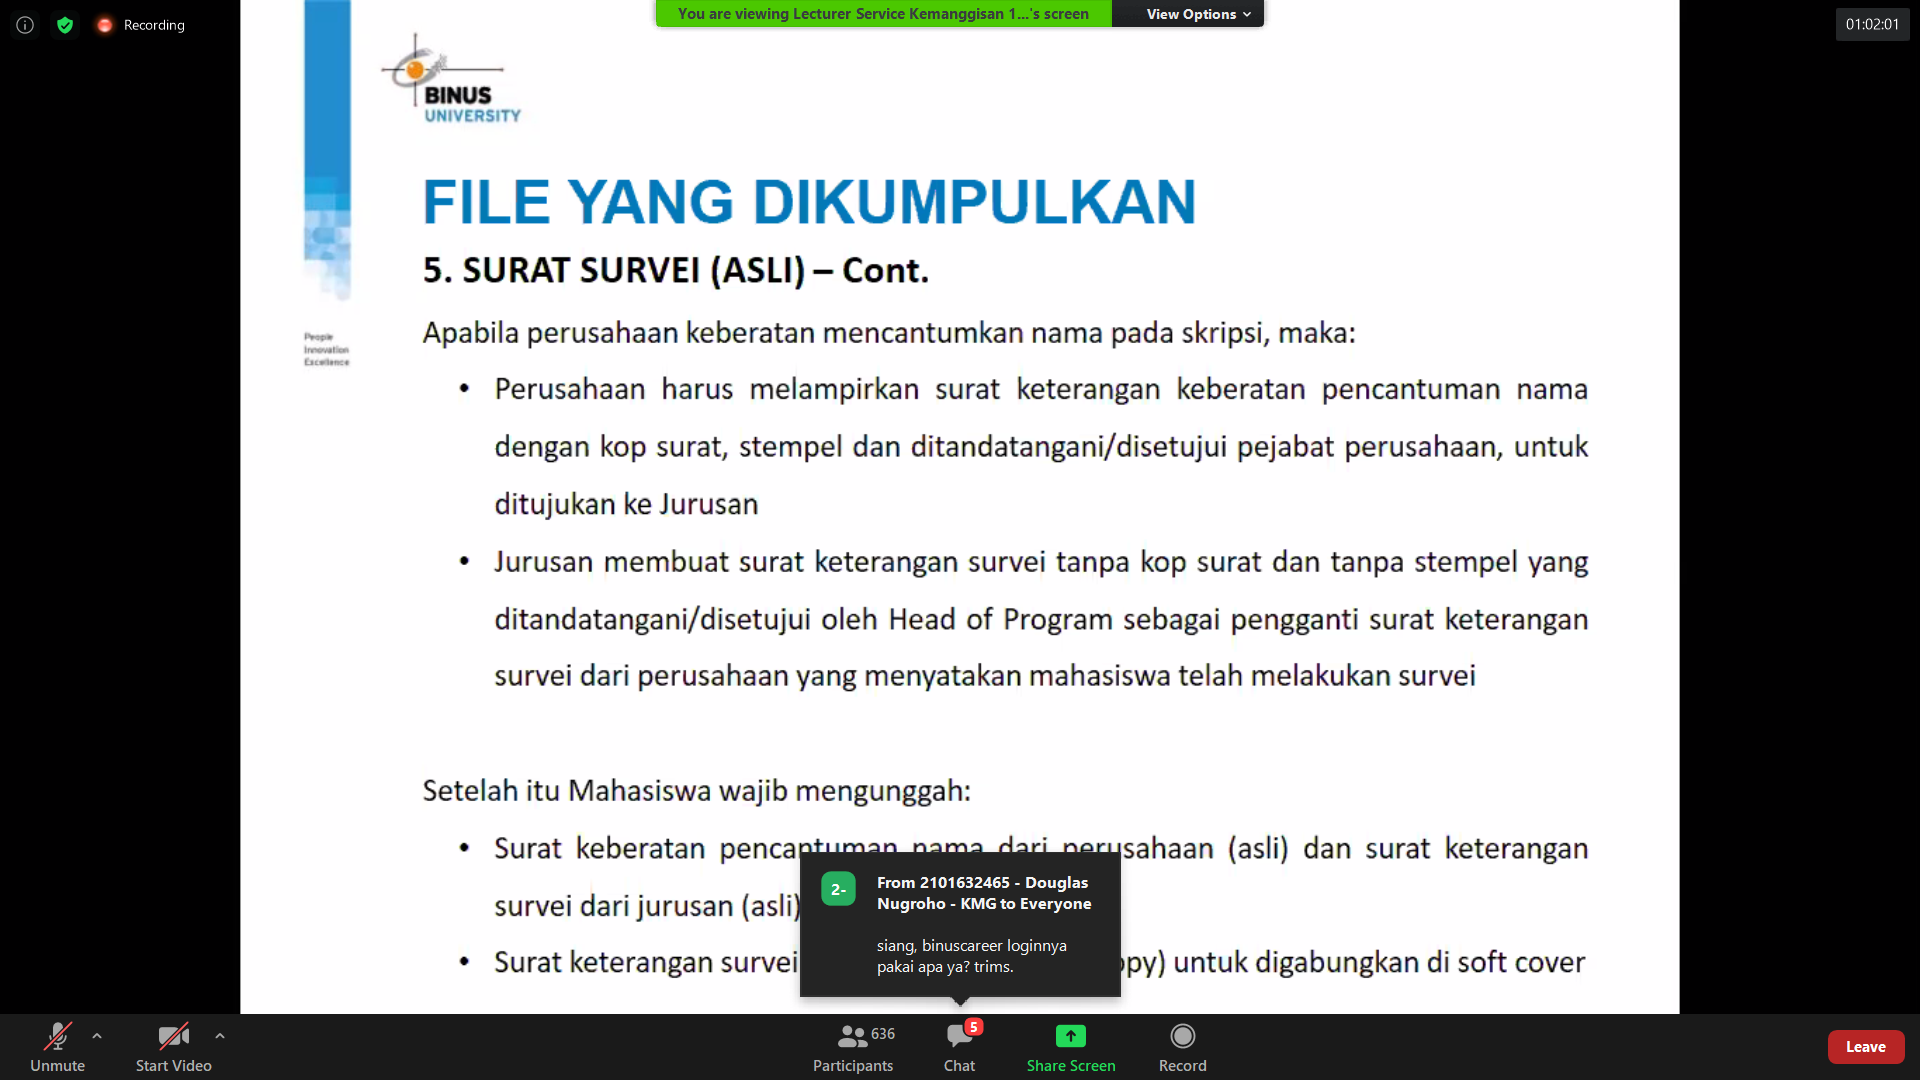 Recording
You are viewing Lecturer Service Kemanggisan 1...'s screen
View Options
01:02:01
BINUS
UNIVERSITY
People
Innovation
Excellence
FILE YANG DIKUMPULKAN
5. SURAT SURVEI (ASLI) – Cont.
Apabila perusahaan keberatan mencantumkan nama pada skripsi, maka:
• Perusahaan harus melampirkan surat keterangan keberatan pencantuman nama
dengan kop surat, stempel dan ditandatangani/disetujui pejabat perusahaan, untuk
ditujukan ke Jurusan
• Jurusan membuat surat keterangan survei tanpa kop surat dan tanpa stempel yang
ditandatangani/disetujui oleh Head of Program sebagai pengganti surat keterangan
survei dari perusahaan yang menyatakan mahasiswa telah melakukan survei
Setelah itu Mahasiswa wajib mengunggah:
• Surat keberatan pencantuman nama dari perusahaan (asli) dan surat keterangan
survei dari jurusan (asli)
• Surat keterangan survei opy) untuk digabungkan di soft cover
2-
From 2101632465 - Douglas
Nugroho - KMG to Everyone
siang, binuscareer loginnya
pakai apa ya? trims.
Unmute
Start Video
636
Participants
5
Chat
Share Screen
Record
Leave